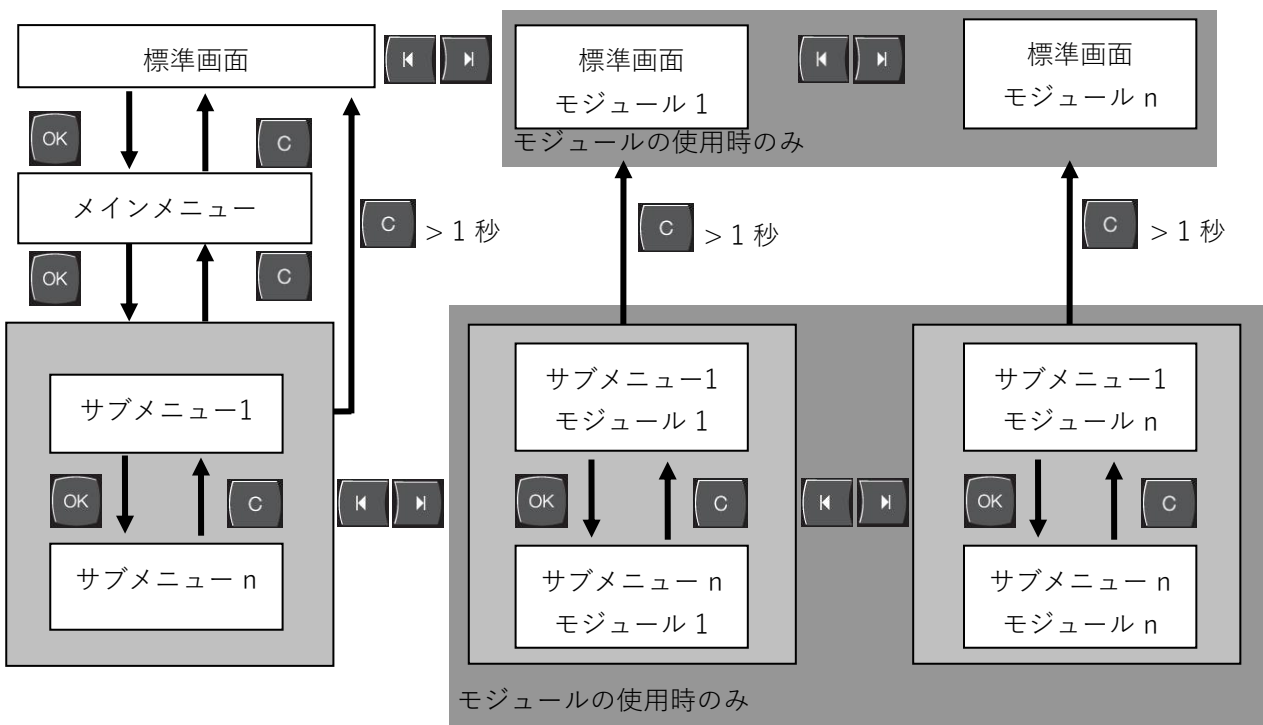 標準画面
標準画面
モジュール 1
標準画面
モジュール n
モジュールの使用時のみ
OK
C
メインメニュー
C
> 1 秒
C
> 1 秒
C
> 1 秒
OK
C
サブメニュー1
サブメニュー1
モジュール 1
サブメニュー1
モジュール n
OK
C
OK
C
OK
C
サブメニュー n
サブメニュー n
モジュール 1
サブメニュー n
モジュール n
モジュールの使用時のみ